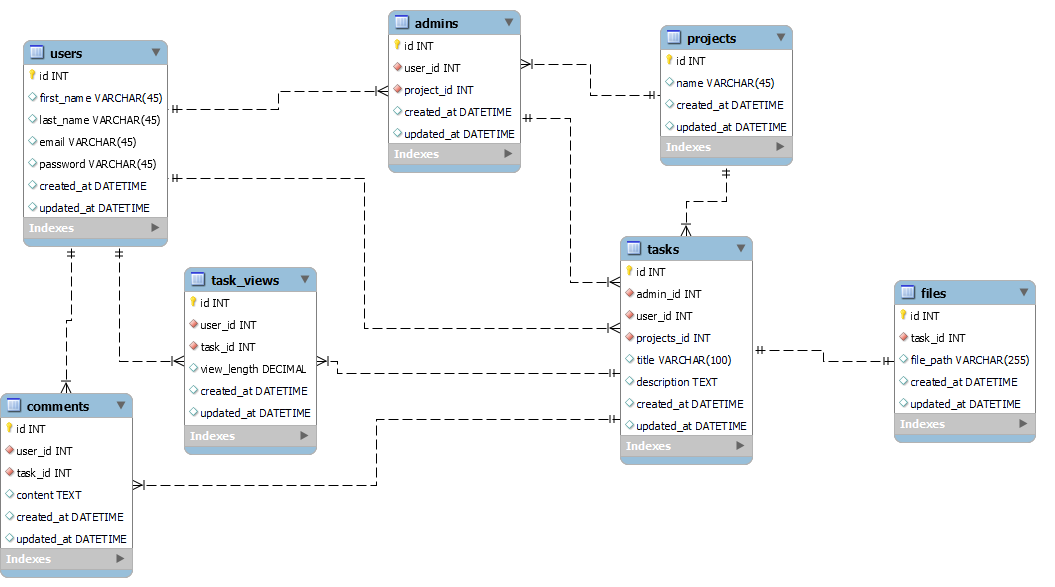 users
id INT
first_name VARCHAR(45)
last_name VARCHAR(45)
email VARCHAR(45)
password VARCHAR(45)
created_at DATETIME
updated_at DATETIME
Indexes
admins
id INT
user_id INT
project_id INT
created_at DATETIME
updated_at DATETIME
Indexes
projects
id INT
name VARCHAR(45)
created_at DATETIME
updated_at DATETIME
Indexes
task_views
id INT
user_id INT
task_id INT
view_length DECIMAL
created_at DATETIME
updated_at DATETIME
Indexes
tasks
id INT
admin_id INT
user_id INT
projects_id INT
title VARCHAR(100)
description TEXT
created_at DATETIME
updated_at DATETIME
Indexes
files
id INT
task_id INT
file_path VARCHAR(255)
created_at DATETIME
updated_at DATETIME
Indexes
comments
id INT
user_id INT
task_id INT
content TEXT
created_at DATETIME
updated_at DATETIME
Indexes